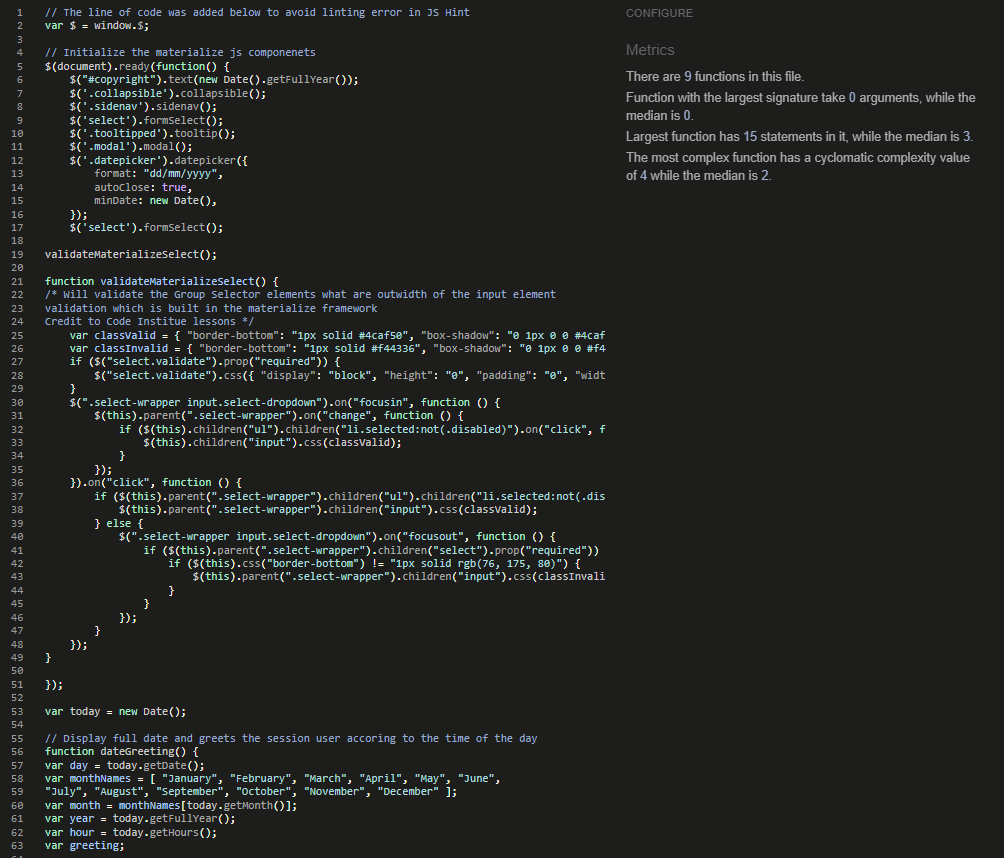 1 // The line of code was added below to avoid linting error in JS Hint
2 var $ = window.$;
3
4 // Initialize the materialize js componenets
5 $(document).ready(function() {
6 $("#copyright").text(new Date().getFullYear());
7 $('.collapsible').collapsible();
8 $('.sidenav').sidenav();
9 $('select').formSelect();
10 $('.tooltipped').tooltip();
11 $('.modal').modal();
12 $('.datepicker').datepicker({
13 format: "dd/mm/yyyy",
14 autoClose: true,
15 minDate: new Date(),
16 });
17 $('select').formSelect();
18
19 validateMaterializeSelect();
20
21 function validateMaterializeSelect() {
22 /* Will validate the Group Selector elements what are outwidth of the input element
23 validation which is built in the materialize framework
24 Credit to Code Institue lessons */
25 var classValid = { "border-bottom": "1px solid #4caf50", "box-shadow": "0 1px 0 0 #4caf
26 var classInvalid = { "border-bottom": "1px solid #f44336", "box-shadow": "0 1px 0 0 #f4
27 if ($("select.validate").prop("required")) {
28 $("select.validate").css({ "display": "block", "height": "0", "padding": "0", "widt
29 }
30 $(".select-wrapper input.select-dropdown").on("focusin", function () {
31 $(this).parent(".select-wrapper").on("change", function () {
32 if ($(this).children("ul").children("li.selected:not(.disabled)").on("click", f
33 $(this).children("input").css(classValid);
34 }
35 });
36 }).on("click", function () {
37 if ($(this).parent(".select-wrapper").children("ul").children("li.selected:not(.dis
38 $(this).parent(".select-wrapper").children("input").css(classValid);
39 } else {
40 $(".select-wrapper input.select-dropdown").on("focusout", function () {
41 if ($(this).parent(".select-wrapper").children("select").prop("required"))
42 if ($(this).css("border-bottom") != "1px solid rgb(76, 175, 80)") {
43 $(this).parent(".select-wrapper").children("input").css(classInvali
44 }
45 }
46 });
47 }
48 });
49 }
50
51 });
52
53 var today = new Date();
54
55 // Display full date and greets the session user accoring to the time of the day
56 function dateGreeting() {
57 var day = today.getDate();
58 var monthNames = [ "January", "February", "March", "April", "May", "June",
59 "July", "August", "September", "October", "November", "December" ];
60 var month = monthNames[today.getMonth()];
61 var year = today.getFullYear();
62 var hour = today.getHours();
63 var greeting;
CONFIGURE
Metrics
There are 9 functions in this file.
Function with the largest signature take 0 arguments, while the
median is 0.
Largest function has 15 statements in it, while the median is 3.
The most complex function has a cyclomatic complexity value
of 4 while the median is 2.